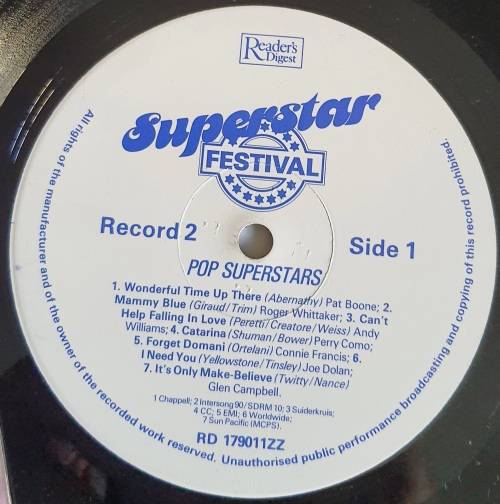 Reader's
Digest
Superstar
FESTIVAL
Record 2
Side 1
POP SUPERSTARS
1. Wonderful Time Up There (Abernathy) Pat Boone; 2.
Mammy Blue (Giraud/Trim) Roger Whittaker; 3. Can't
Help Falling In Love (Peretti/Creatore/Weiss) Andy
Williams; 4. Catarina (Shuman/Bower) Perry Como;
5. Forget Domani (Ortelani) Connie Francis; 6.
I Need You (Yellowstone/Tinsley) Joe Dolan;
7. It's Only Make-Believe (Twitty/Nance)
Glen Campbell.
1 Chappell; 2 Intersong 90/SDRM 10; 3 Suiderkruis;
4 CC; 5 EMI; 6 Worldwide;
7 Sun Pacific (MCPS).
RD 179011ZZ
All rights of the manufacturer and of the owner of the recorded work reserved. Unauthorised public performance broadcasting and copying of this record prohibited.